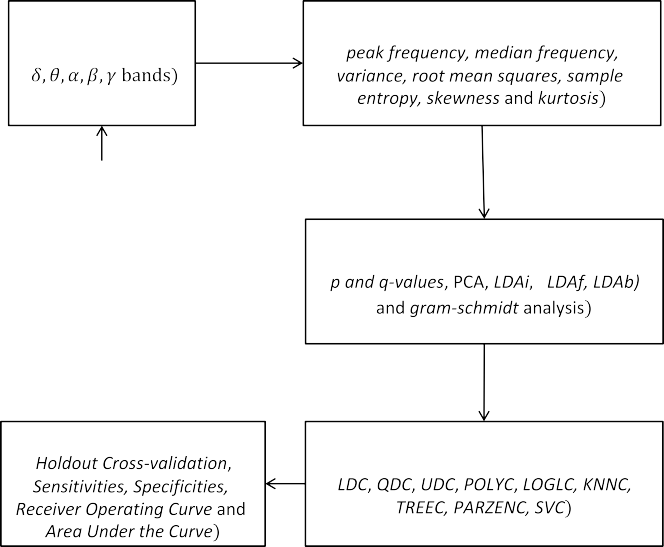 δ, θ, α, β, γ bands)
peak frequency, median frequency,
variance, root mean squares, sample
entropy, skewness and kurtosis)
p and q-values, PCA, LDAi, LDAf, LDAb)
and gram-schmidt analysis)
LDC, QDC, UDC, POLYC, LOGLC, KNNC,
TREEC, PARZENC, SVC)
Holdout Cross-validation,
Sensitivities, Specificities,
Receiver Operating Curve and
Area Under the Curve)